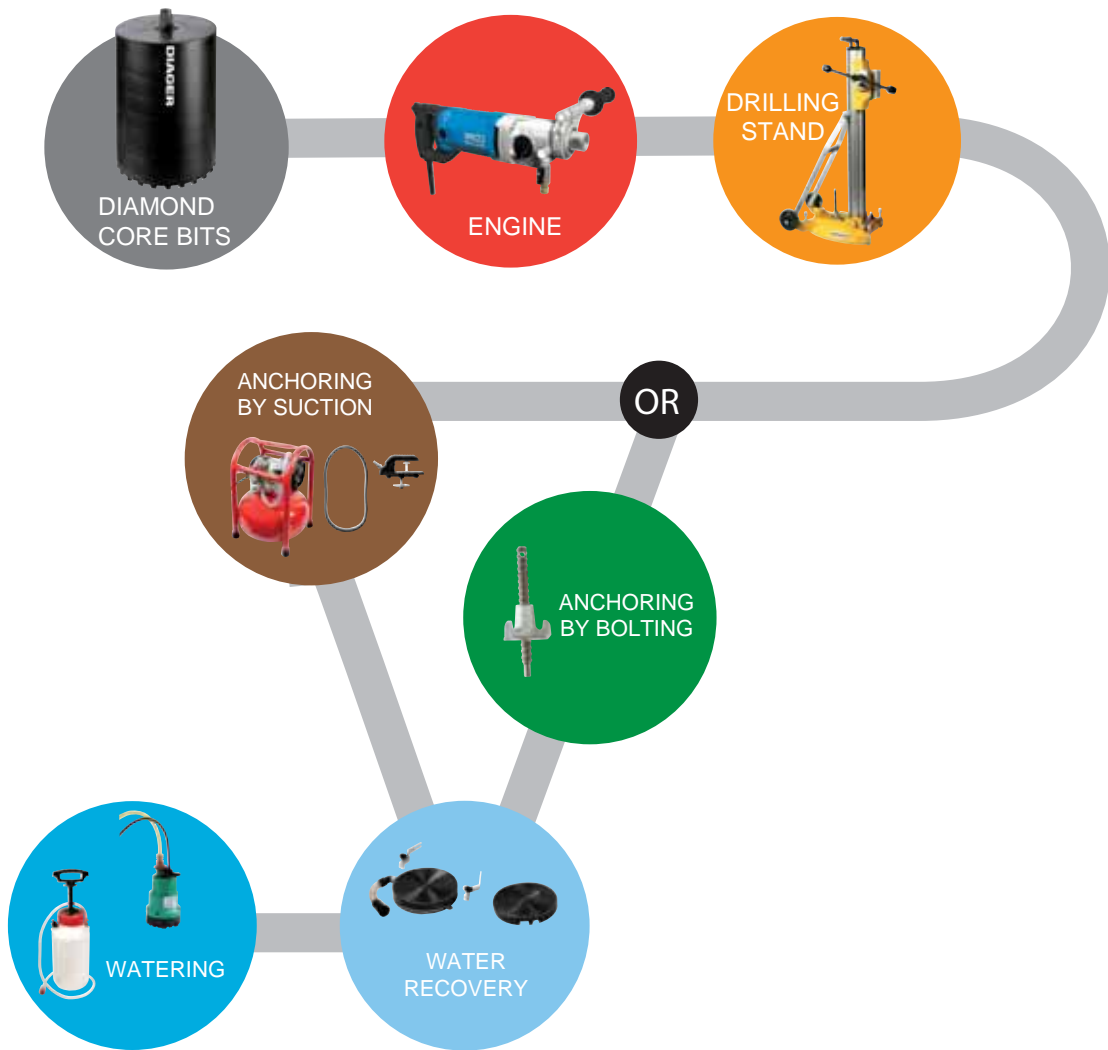 DIAGER
DIAMOND
CORE BITS
ENGINE
DRILLING
STAND
ANCHORING
BY SUCTION
OR
ANCHORING
BY BOLTING
WATERING
WATER
RECOVERY